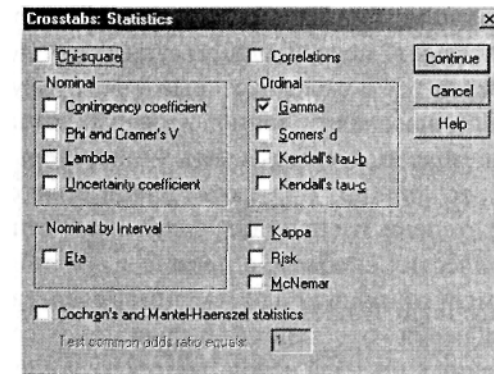 Crosstabs: Statistics
Chi-square
Correlations
Continue
Nominal
Ordinal
Cancel
Contingency coefficient
Gamma
Help
Phi and Cramer's V
Somers' d
Lambda
Kendall's tau-b
Uncertainty coefficient
Kendall's tau-c
Nominal by Interval
Kappa
Eta
Risk
McNemar
Cochran's and Mantel-Haenszel statistics
Test common odds ratio equals: 1